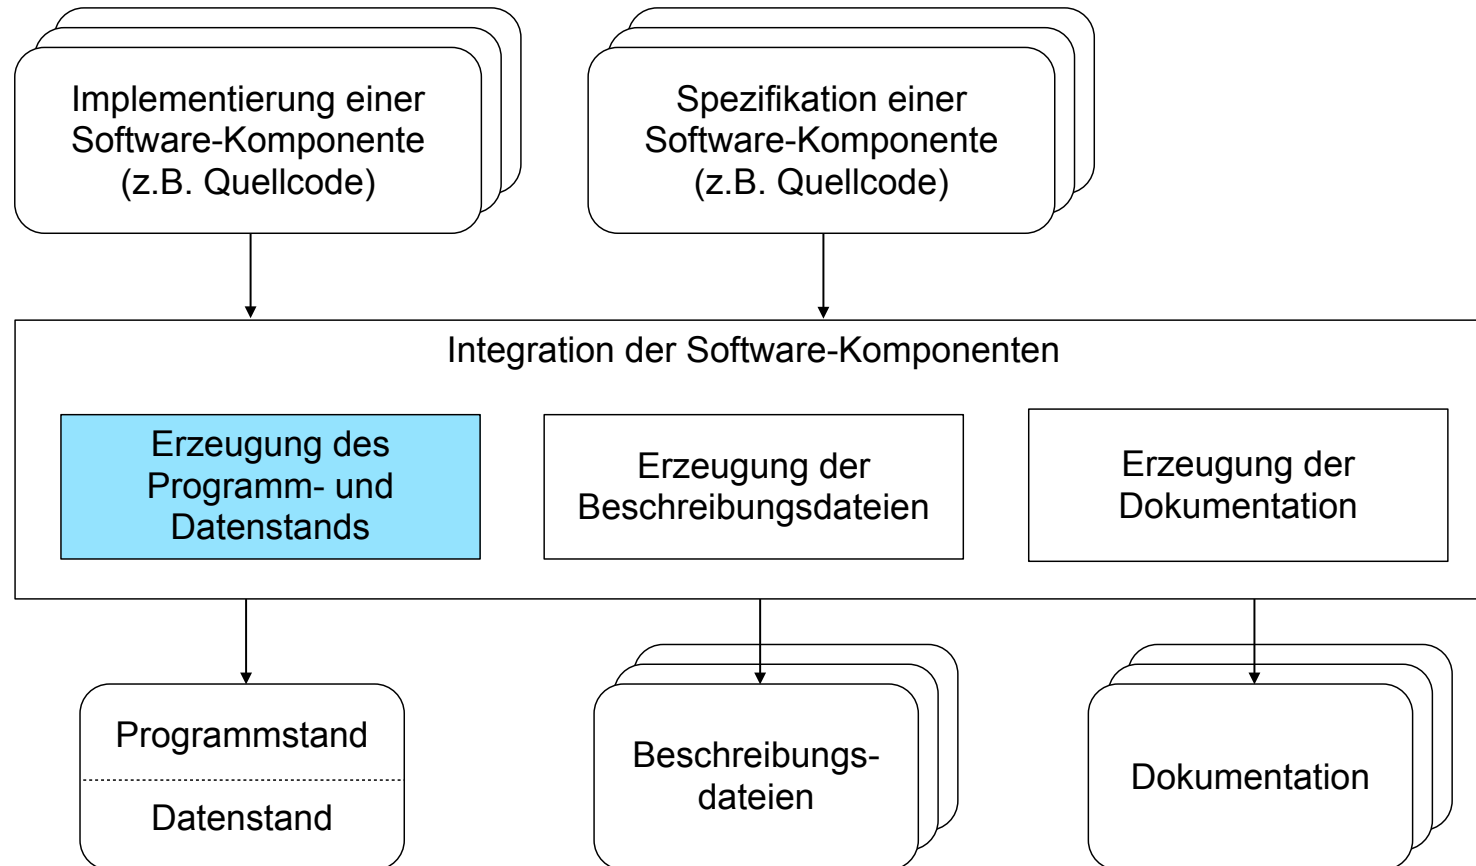 Implementierung einer
Software-Komponente
(z.B. Quellcode)
Spezifikation einer
Software-Komponente
(z.B. Quellcode)
Integration der Software-Komponenten
Erzeugung des
Programm- und
Datenstands
Erzeugung der
Beschreibungsdateien
Erzeugung der
Dokumentation
Programmstand
Datenstand
Beschreibungs-
dateien
Dokumentation